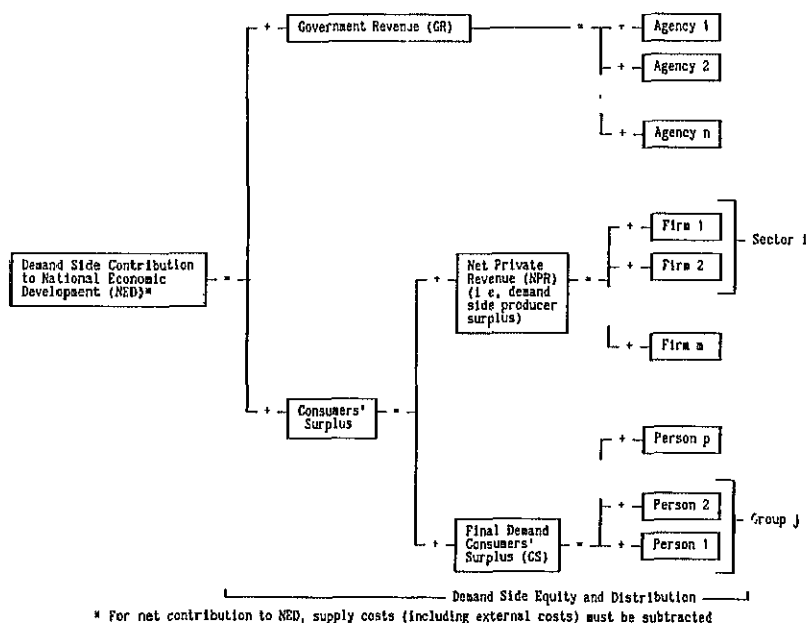 + Government Revenue (GR) * + Agency 1
+ Agency 2
+ Agency n
Demand Side Contribution
to National Economic
Development (NED)* *
+ Net Private
Revenue (NPR)
(i e. demand
side producer
surplus) *
+ Firm 1
+ Firm 2
Sector i
+ Firm m
+ Consumers'
Surplus *
+ Person p
+ Person 2
+ Person 1
Group j
+ Final Demand
Consumers'
Surplus (CS) *
Demand Side Equity and Distribution
* For net contribution to NED, supply costs (including external costs) must be subtracted